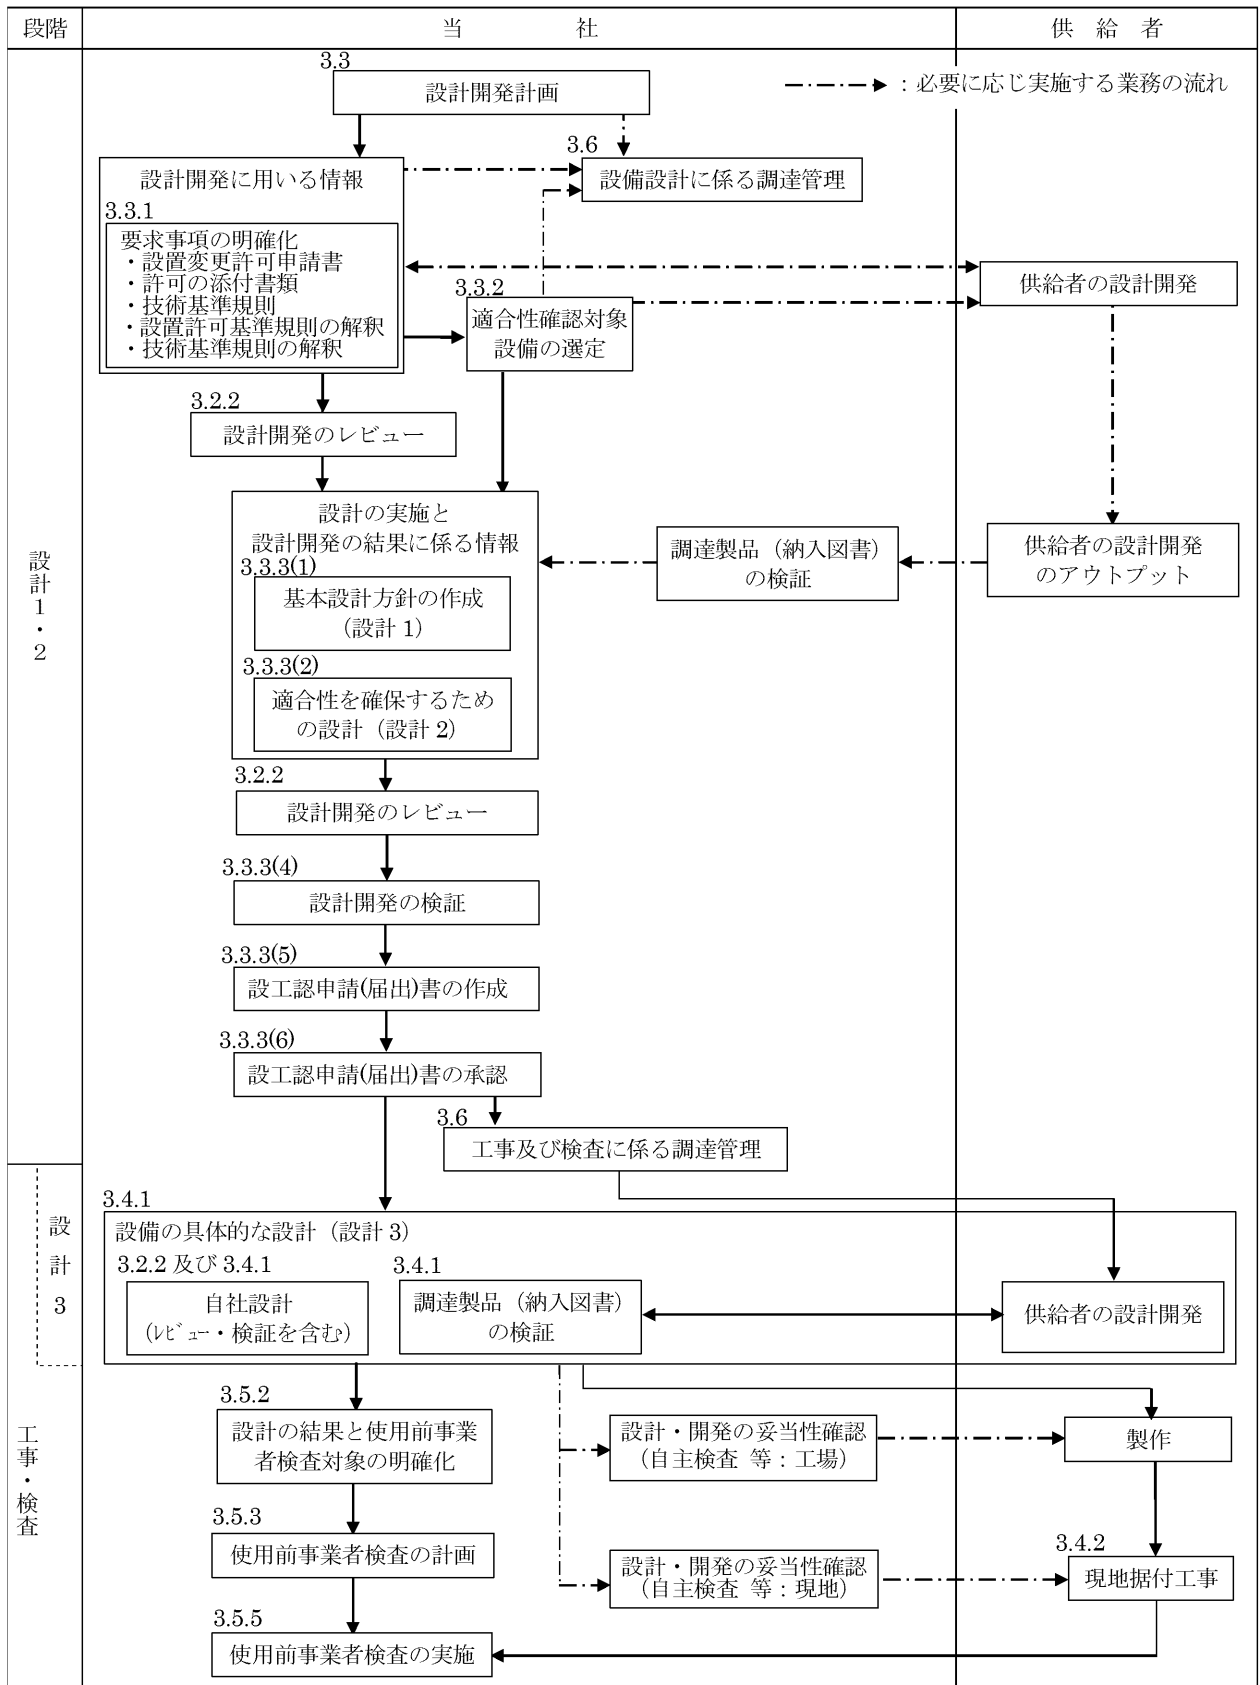 段階
当 社
供 給 者
3.3
設計開発計画
：必要に応じ実施する業務の流れ
3.6
設備設計に係る調達管理
設計開発に用いる情報
3.3.1
要求事項の明確化
・設置変更許可申請書
・許可の添付書類
・技術基準規則
・設置許可基準規則の解釈
・技術基準規則の解釈
3.3.2
適合性確認対象
設備の選定
供給者の設計開発
3.2.2
設計開発のレビュー
設計の実施と
設計開発の結果に係る情報
3.3.3(1)
基本設計方針の作成
（設計 1）
3.3.3(2)
適合性を確保するため
の設計（設計 2）
調達製品（納入図書）
の検証
供給者の設計開発
のアウトプット
設計１・２
3.2.2
設計開発のレビュー
3.3.3(4)
設計開発の検証
3.3.3(5)
設工認申請(届出)書の作成
3.3.3(6)
設工認申請(届出)書の承認
3.6
工事及び検査に係る調達管理
設計３
3.4.1
設備の具体的な設計（設計 3）
3.2.2 及び 3.4.1
自社設計
（ﾚﾋﾞｭｰ・検証を含む）
3.4.1
調達製品（納入図書）
の検証
供給者の設計開発
工事・検査
3.5.2
設計の結果と使用前事業
者検査対象の明確化
設計・開発の妥当性確認
（自主検査 等：工場）
製作
3.5.3
使用前事業者検査の計画
設計・開発の妥当性確認
（自主検査 等：現地）
3.4.2
現地据付工事
3.5.5
使用前事業者検査の実施